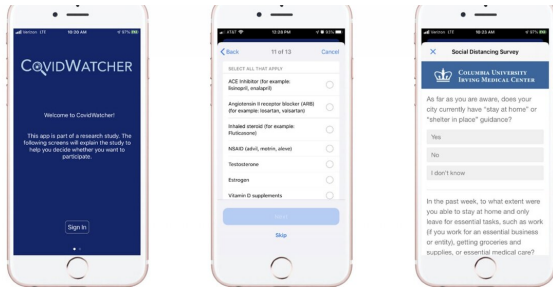 Verizon LTE 10:20 AM 97%
COVIDWATCHER
Welcome to CovidWatcher!
This app is part of a research study. The
following screens will explain the study to
help you decide whether you want to
participate.
Sign In
AT&T 12:28 PM 93%
Back 11 of 13 Cancel
SELECT ALL THAT APPLY
ACE Inhibitor (for example:
lisinopril, enalapril)
Angiotensin II receptor blocker (ARB)
(for example: losartan, valsartan)
Inhaled steroid (for example:
Fluticasone)
NSAID (advil, motrin, aleve)
Testosterone
Estrogen
Vitamin D supplements
Skip
Verizon LTE 10:20 AM 97%
Social Distancing Survey
COLUMBIA UNIVERSITY
IRVING MEDICAL CENTER
As far as you are aware, does your
city currently have "stay at home" or
"shelter in place" guidance?
Yes
No
I don't know
In the past week, to what extent were
you able to stay at home and only
leave for essential tasks, such as work
(if you work for an essential business
or entity), getting groceries and
supplies, or essential medical care?